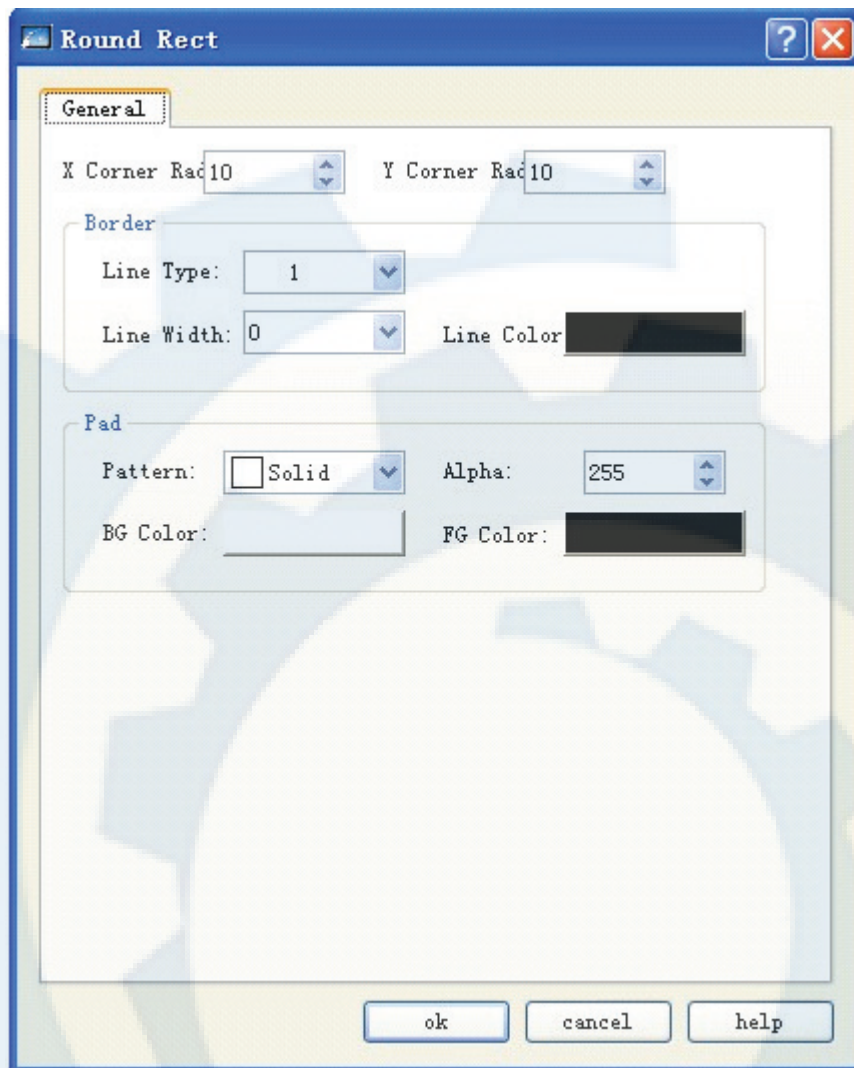 Round Rect
General
X Corner Rad 10 Y Corner Rad 10
Border
Line Type: 1
Line Width: 0 Line Color
Pad
Pattern: Solid Alpha: 255
BG Color: FG Color:
ok cancel help